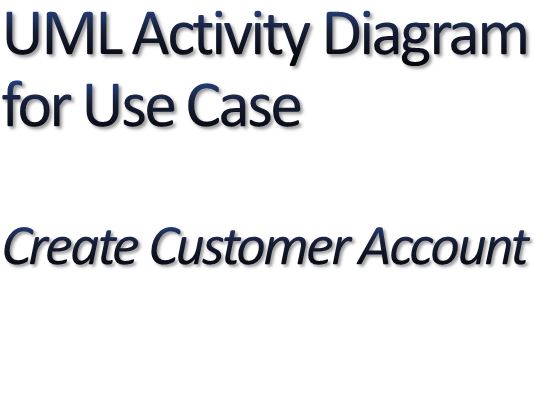 UML Activity Diagram
for Use Case
Create Customer Account